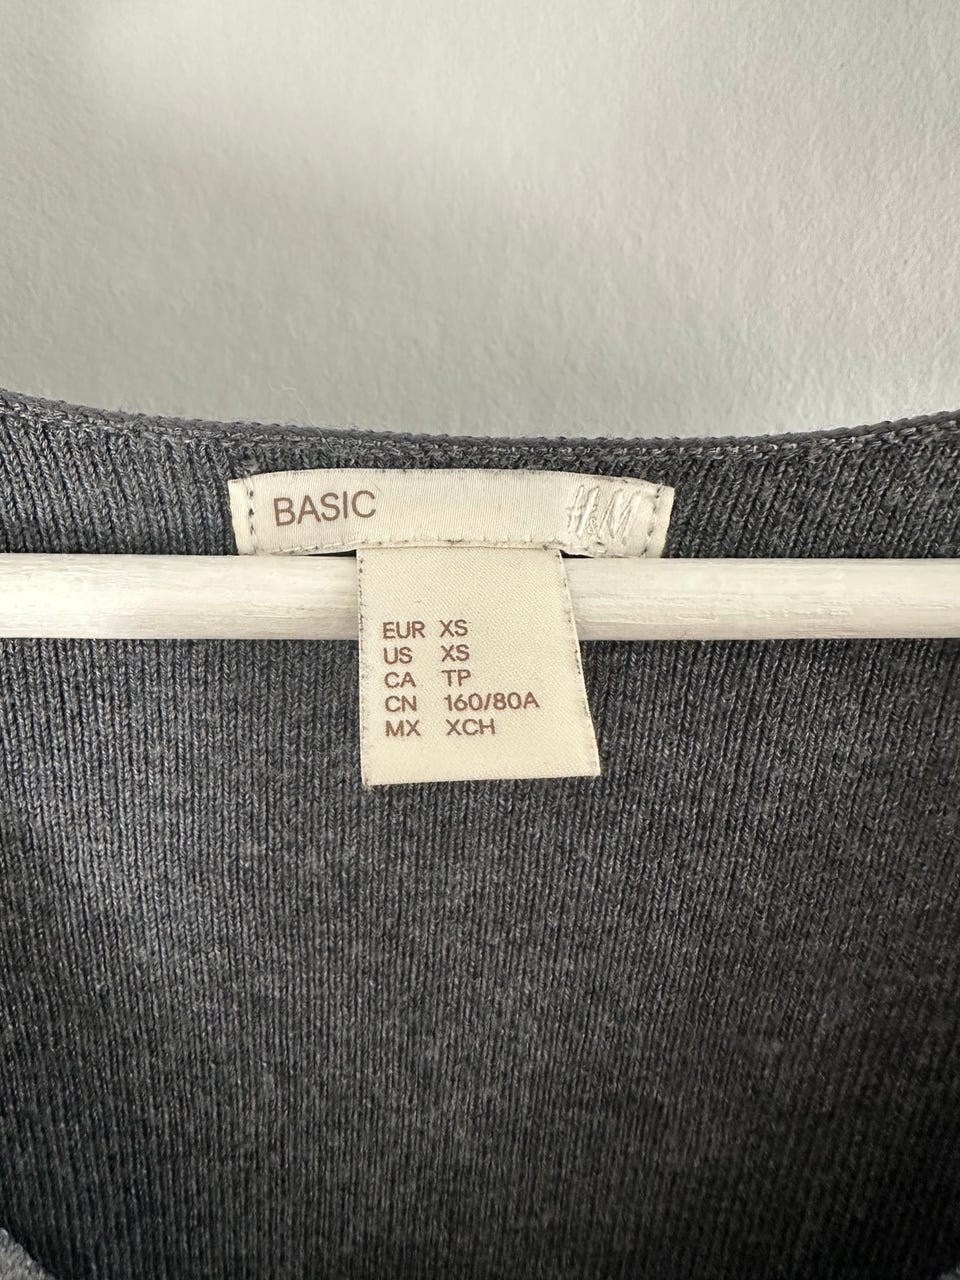 BASIC H&M
EUR XS
US XS
CA TP
CN 160/80A
MX XCH